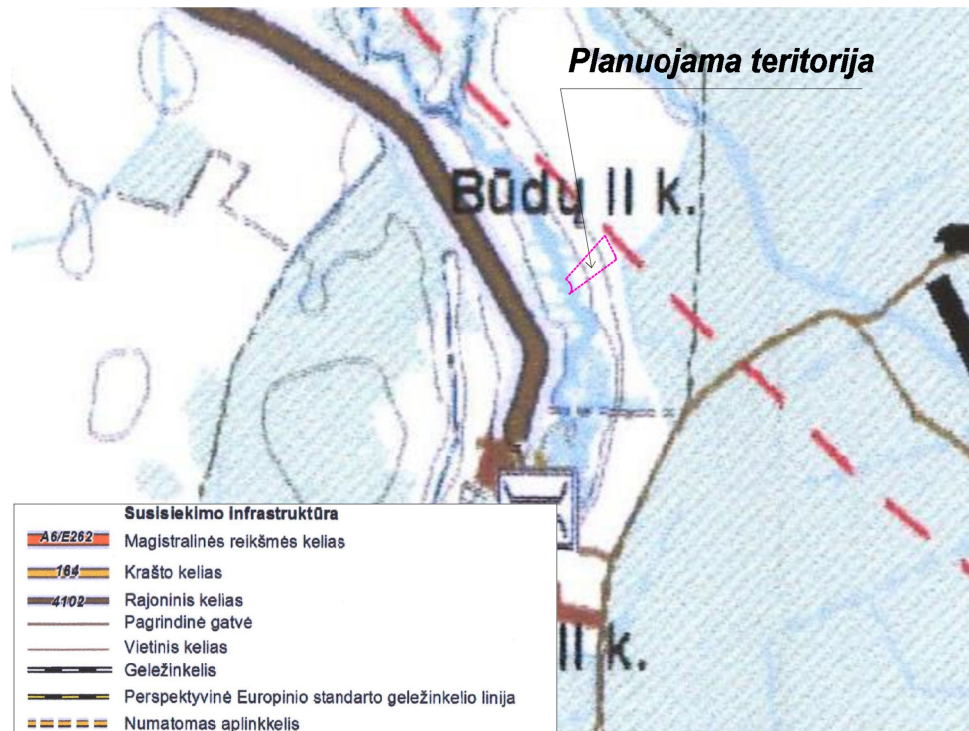 Planuojama teritorija
Būdų II k.
II k.
Susisiekimo infrastruktūra
A6/E262 Magistralinės reikšmės kelias
164 Krašto kelias
4102 Rajoninis kelias
Pagrindinė gatvė
Vietinis kelias
Geležinkelis
Perspektyvinė Europinio standarto geležinkelio linija
Numatomas aplinkkelis